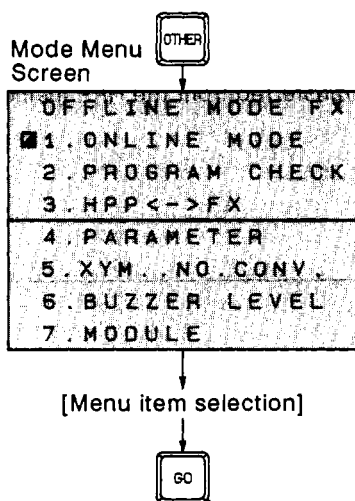 OTHER
Mode Menu
Screen
OFFLINE MODE FX
1.ONLINE MODE
2.PROGRAM CHECK
3.HPP<->FX
4.PARAMETER
5.XYM..NO.CONV.
6.BUZZER LEVEL
7.MODULE
[Menu item selection]
GO